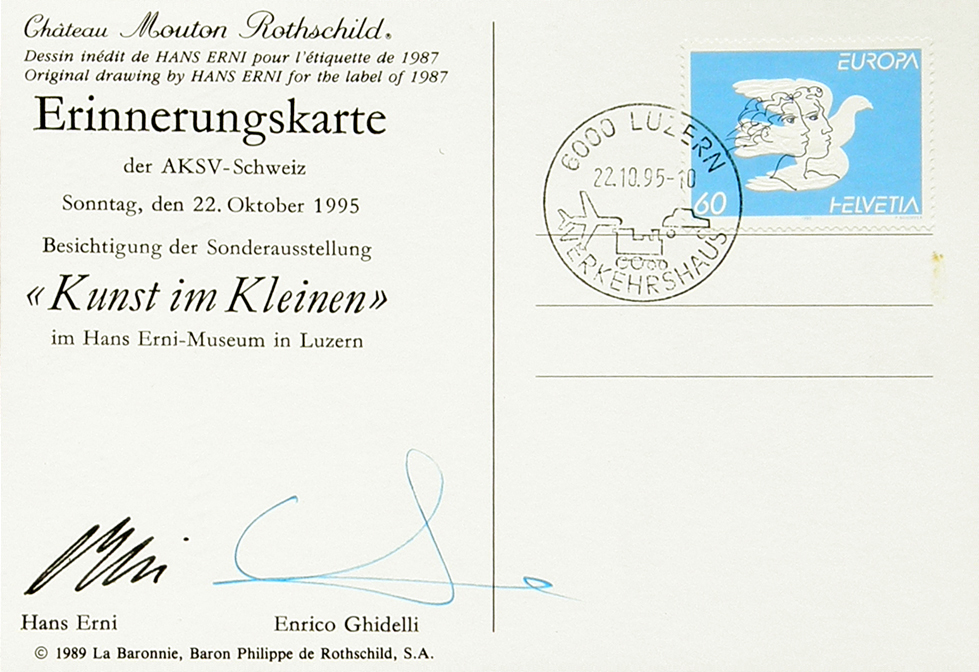 Château Mouton Rothschild.
Dessin inédit de HANS ERNI pour l'étiquette de 1987
Original drawing by HANS ERNI for the label of 1987
Erinnerungskarte
der AKSV-Schweiz
Sonntag, den 22. Oktober 1995
Besichtigung der Sonderausstellung
«Kunst im Kleinen»
im Hans Erni-Museum in Luzern
Hans Erni
Enrico Ghidelli
© 1989 La Baronnie, Baron Philippe de Rothschild, S.A.
EUROPA
60
HELVETIA
6000 LUZERN
22.10.95-10
VERKEHRSHAUS